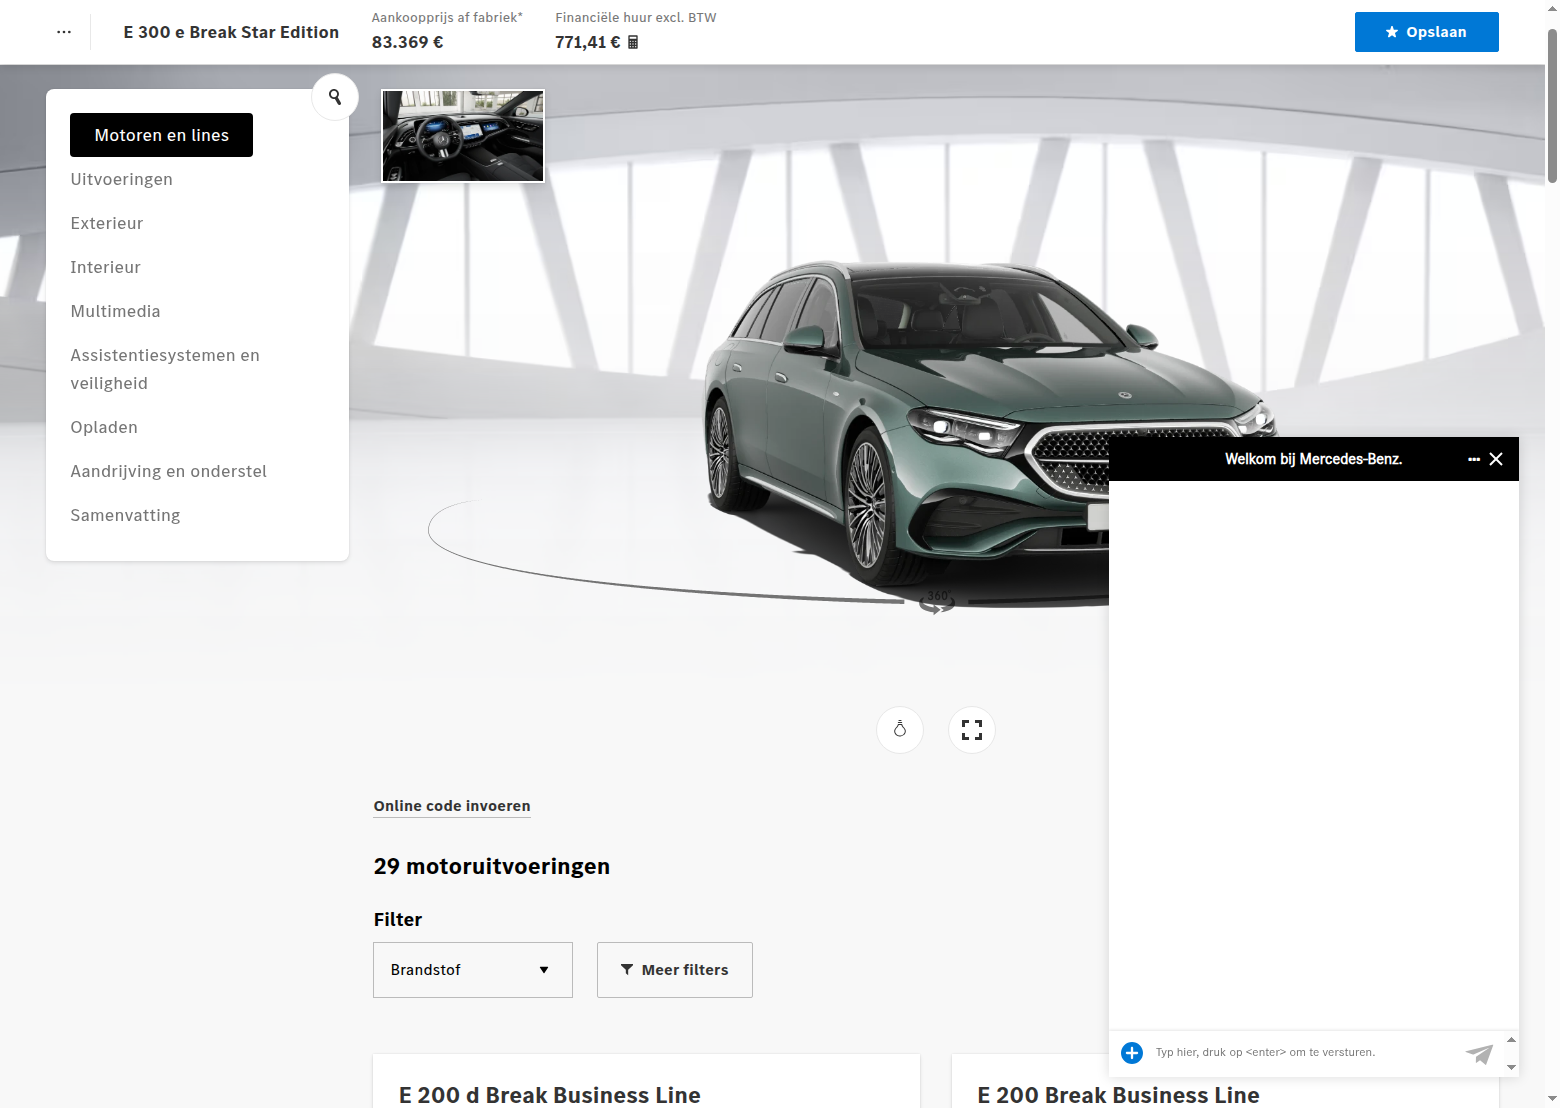 E 300 e Break Star Edition
Aankoopprijs af fabriek*
83.369 €
Financiële huur excl. BTW
771,41 €
Opslaan
Motoren en lines
Uitvoeringen
Exterieur
Interieur
Multimedia
Assistentiesystemen en
veiligheid
Opladen
Aandrijving en onderstel
Samenvatting
360°
Online code invoeren
29 motoruitvoeringen
Filter
Brandstof
Meer filters
E 200 d Break Business Line
E 200 Break Business Line
Welkom bij Mercedes-Benz.
Typ hier, druk op <enter> om te versturen.